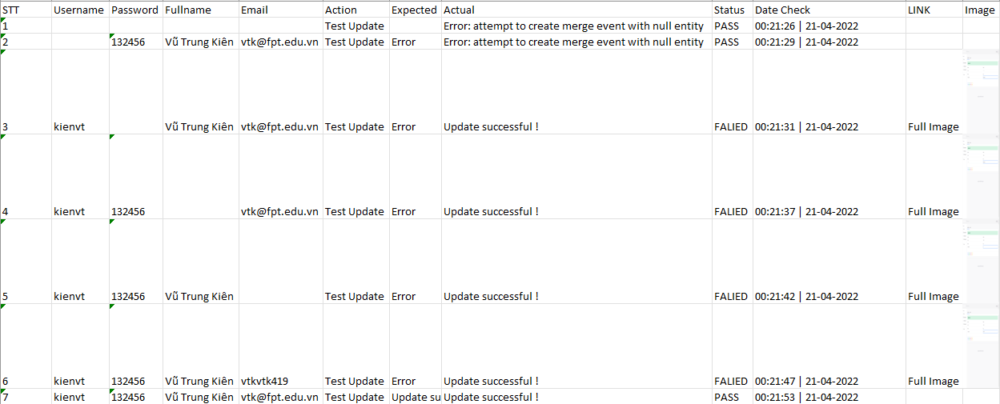 STT Username Password Fullname Email Action Expected Actual Status Date Check LINK Image
1 Test Update Error: attempt to create merge event with null entity PASS 00:21:26 | 21-04-2022
2 132456 Vũ Trung Kiên vtk@fpt.edu.vn Test Update Error Error: attempt to create merge event with null entity PASS 00:21:29 | 21-04-2022
3 kienvt Vũ Trung Kiên vtk@fpt.edu.vn Test Update Error Update successful ! FALIED 00:21:31 | 21-04-2022 Full Image
4 kienvt 132456 vtk@fpt.edu.vn Test Update Error Update successful ! FALIED 00:21:37 | 21-04-2022 Full Image
5 kienvt 132456 Vũ Trung Kiên Test Update Error Update successful ! FALIED 00:21:42 | 21-04-2022 Full Image
6 kienvt 132456 Vũ Trung Kiên vtkvtk419 Test Update Error Update successful ! FALIED 00:21:47 | 21-04-2022 Full Image
7 kienvt 132456 Vũ Trung Kiên vtk@fpt.edu.vn Test Update Update su Update successful ! PASS 00:21:53 | 21-04-2022